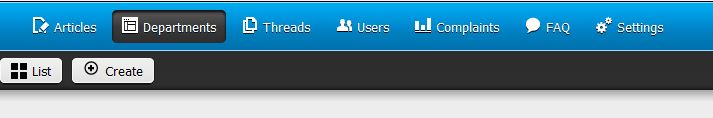 Articles Departments Threads Users Complaints FAQ Settings
List Create